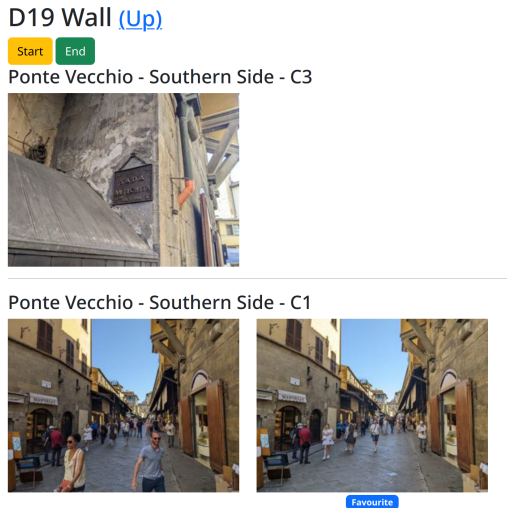 D19 Wall (Up)
Start End
Ponte Vecchio - Southern Side - C3
Ponte Vecchio - Southern Side - C1
Favourite